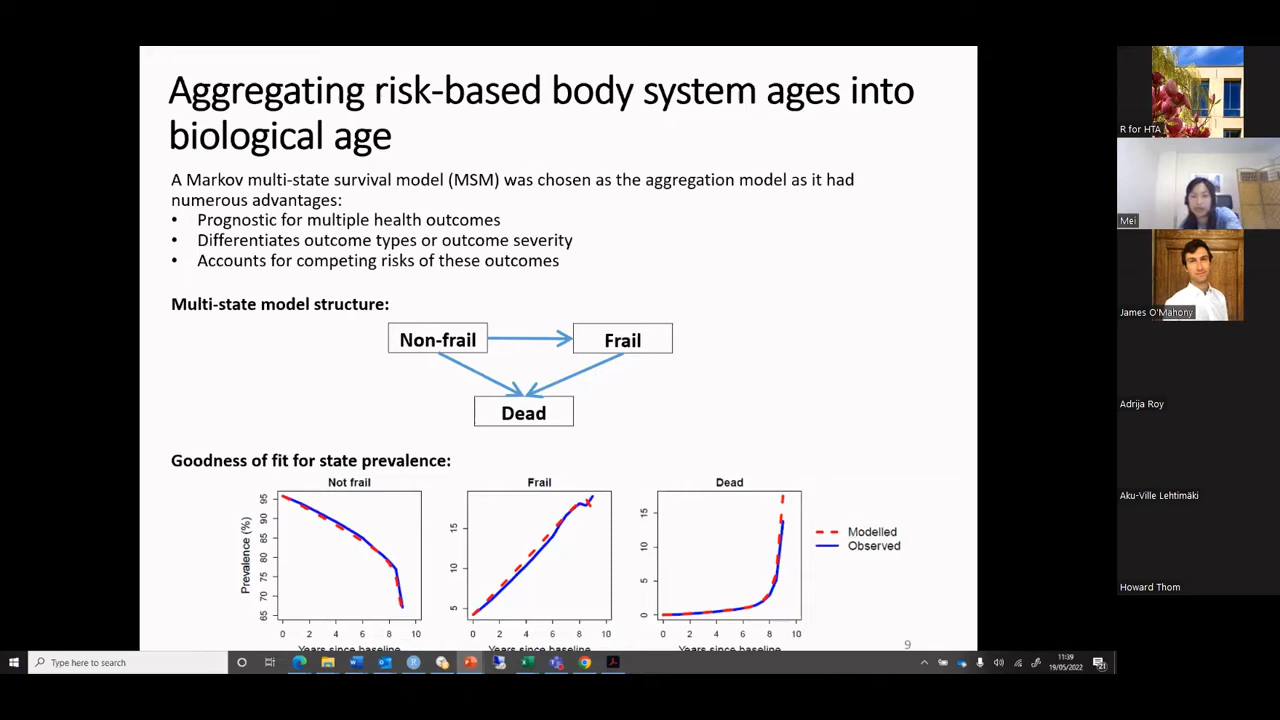 Aggregating risk-based body system ages into
biological age
A Markov multi-state survival model (MSM) was chosen as the aggregation model as it had
numerous advantages:
• Prognostic for multiple health outcomes
• Differentiates outcome types or outcome severity
• Accounts for competing risks of these outcomes
Multi-state model structure:
Non-frail
Frail
Dead
Goodness of fit for state prevalence:
Not frail
Prevalence (%)
95
90
85
80
75
70
65
0 2 4 6 8 10
Years since baseline
Frail
15
10
5
0 2 4 6 8 10
Years since baseline
Dead
15
10
5
0
0 2 4 6 8 10
Years since baseline
Modelled
Observed
9
R for HTA
Mei
James O'Mahony
Adrija Roy
Aku-Ville Lehtimäki
Howard Thom
Type here to search
11:39
19/05/2022